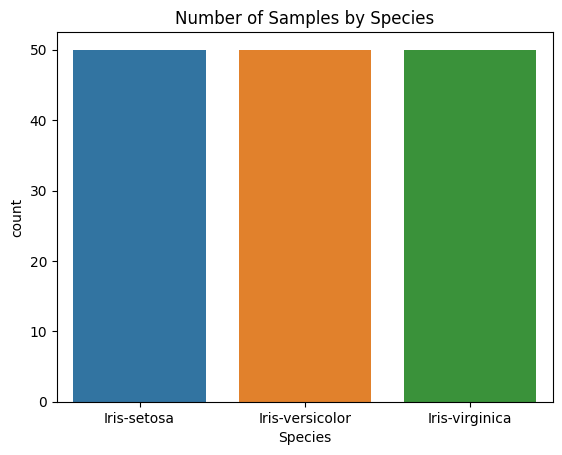 Number of Samples by Species
count
50
40
30
20
10
0
Iris-setosa Iris-versicolor Iris-virginica
Species